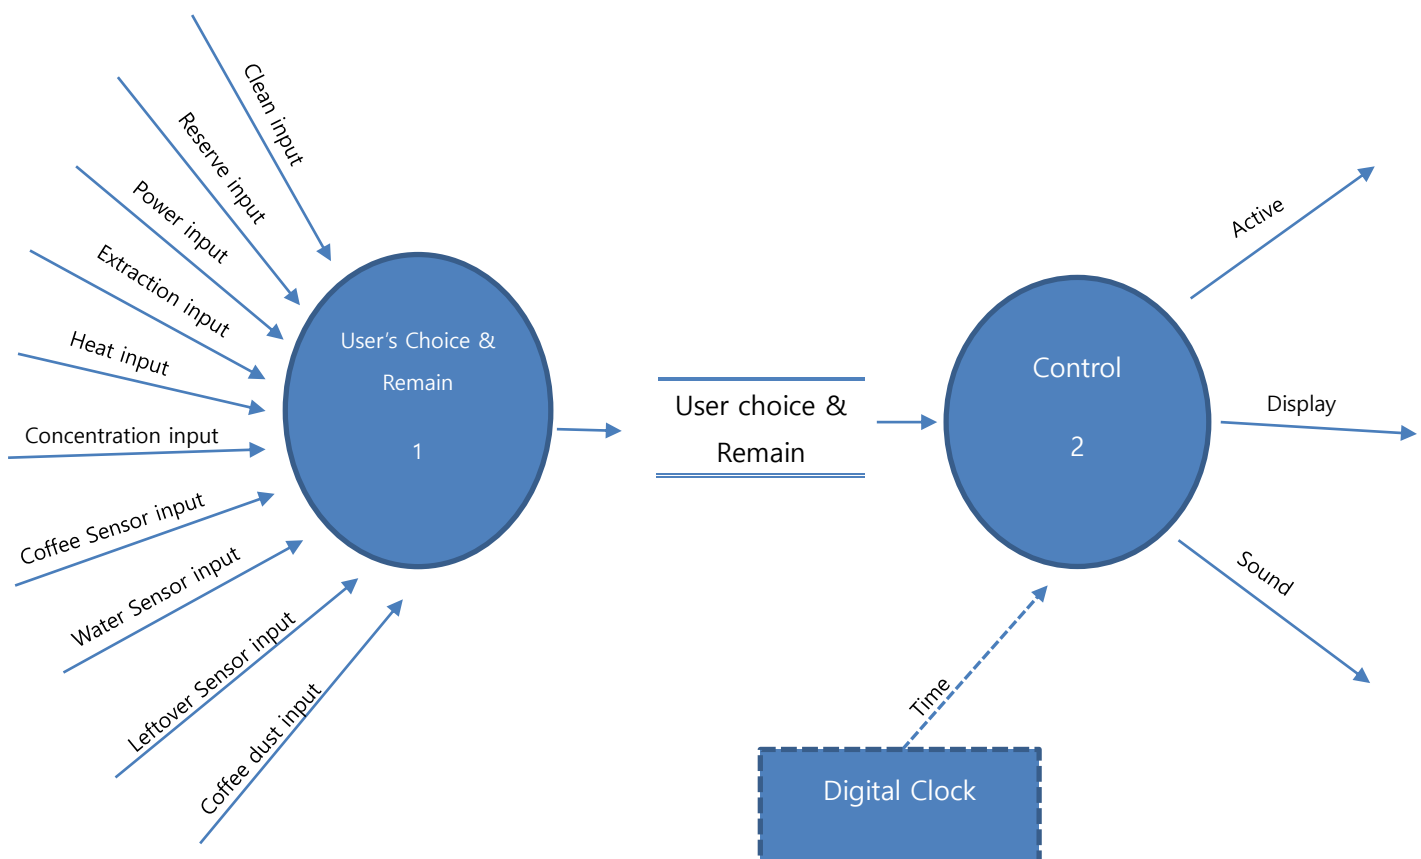 Clean input
Reserve input
Power input
Extraction input
Heat input
Concentration input
Coffee Sensor input
Water Sensor input
Leftover Sensor input
Coffee dust input
User’s Choice &
Remain
1
User choice &
Remain
Control
2
Active
Display
Sound
Time
Digital Clock